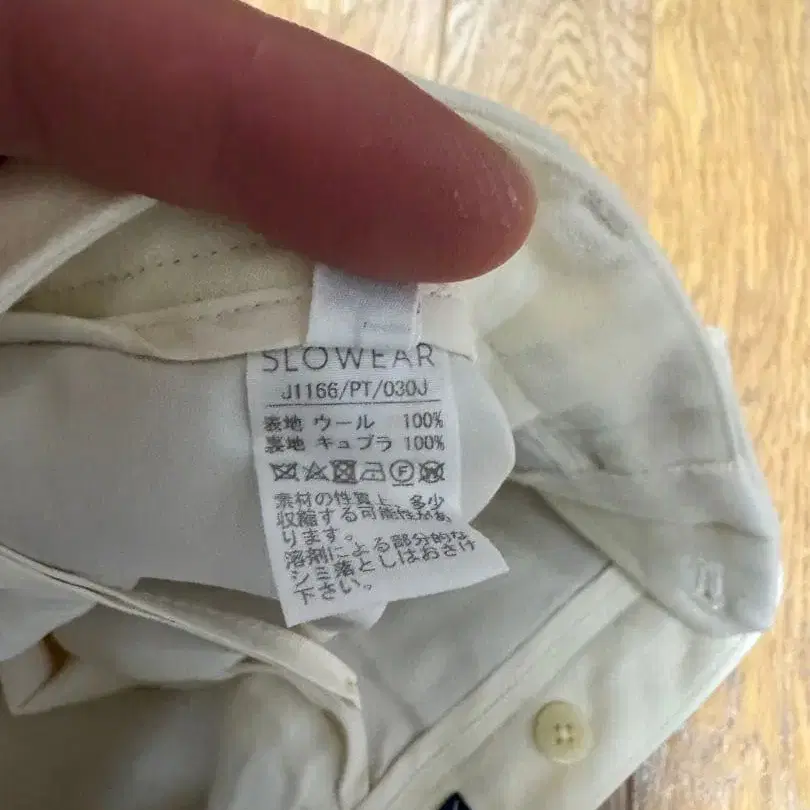 SLOWEAR
J1166/PT/030J
表地 ウール 100%
裏地 キュプラ 100%
素材の性質上、多少
収縮する可能性があ
ります。
溶剤による部分的な
シミ落としはおさけ
下さい。